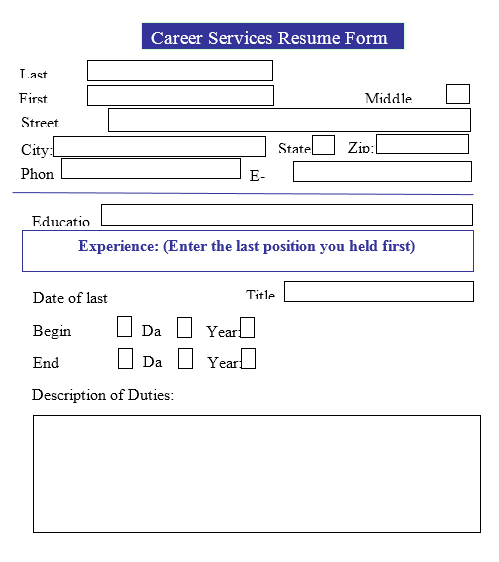 Career Services Resume Form
Last
First Middle
Street
City: State Zip:
Phon E-
Educatio
Experience: (Enter the last position you held first)
Date of last Title
Begin Da Year:
End Da Year:
Description of Duties: